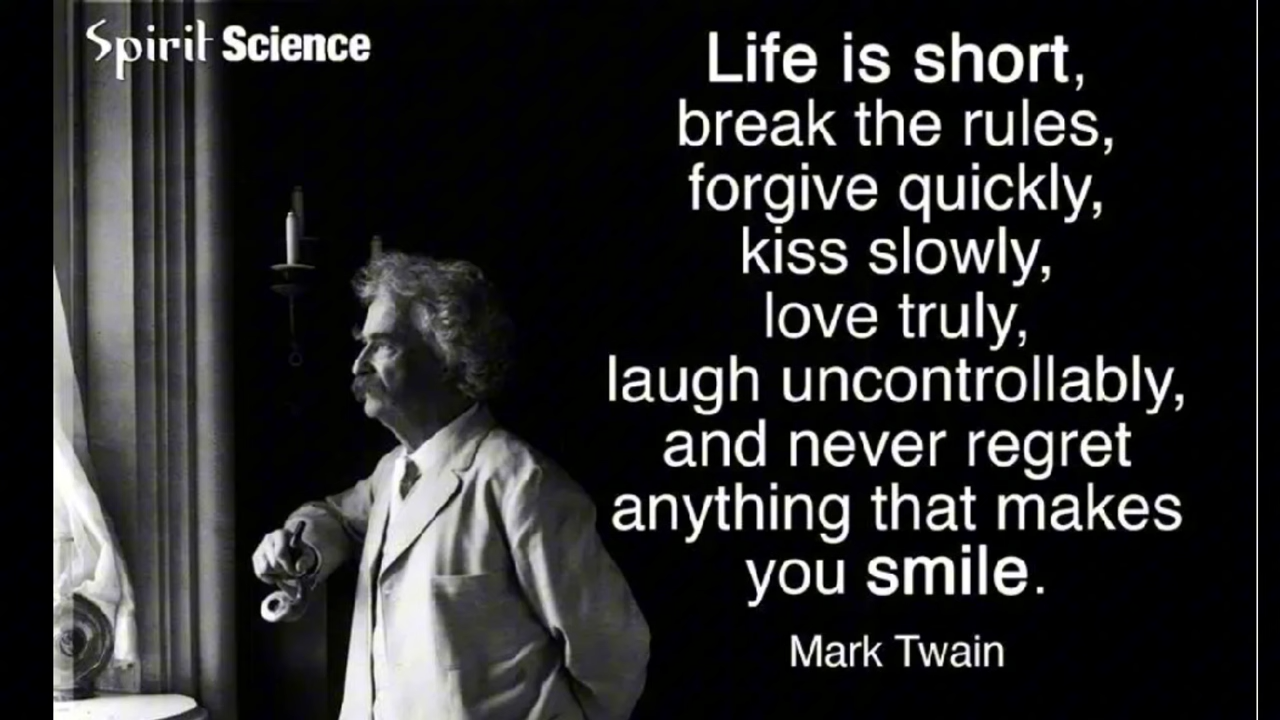 Spirit Science
Life is short,
break the rules,
forgive quickly,
kiss slowly,
love truly,
laugh uncontrollably,
and never regret
anything that makes
you smile.
Mark Twain